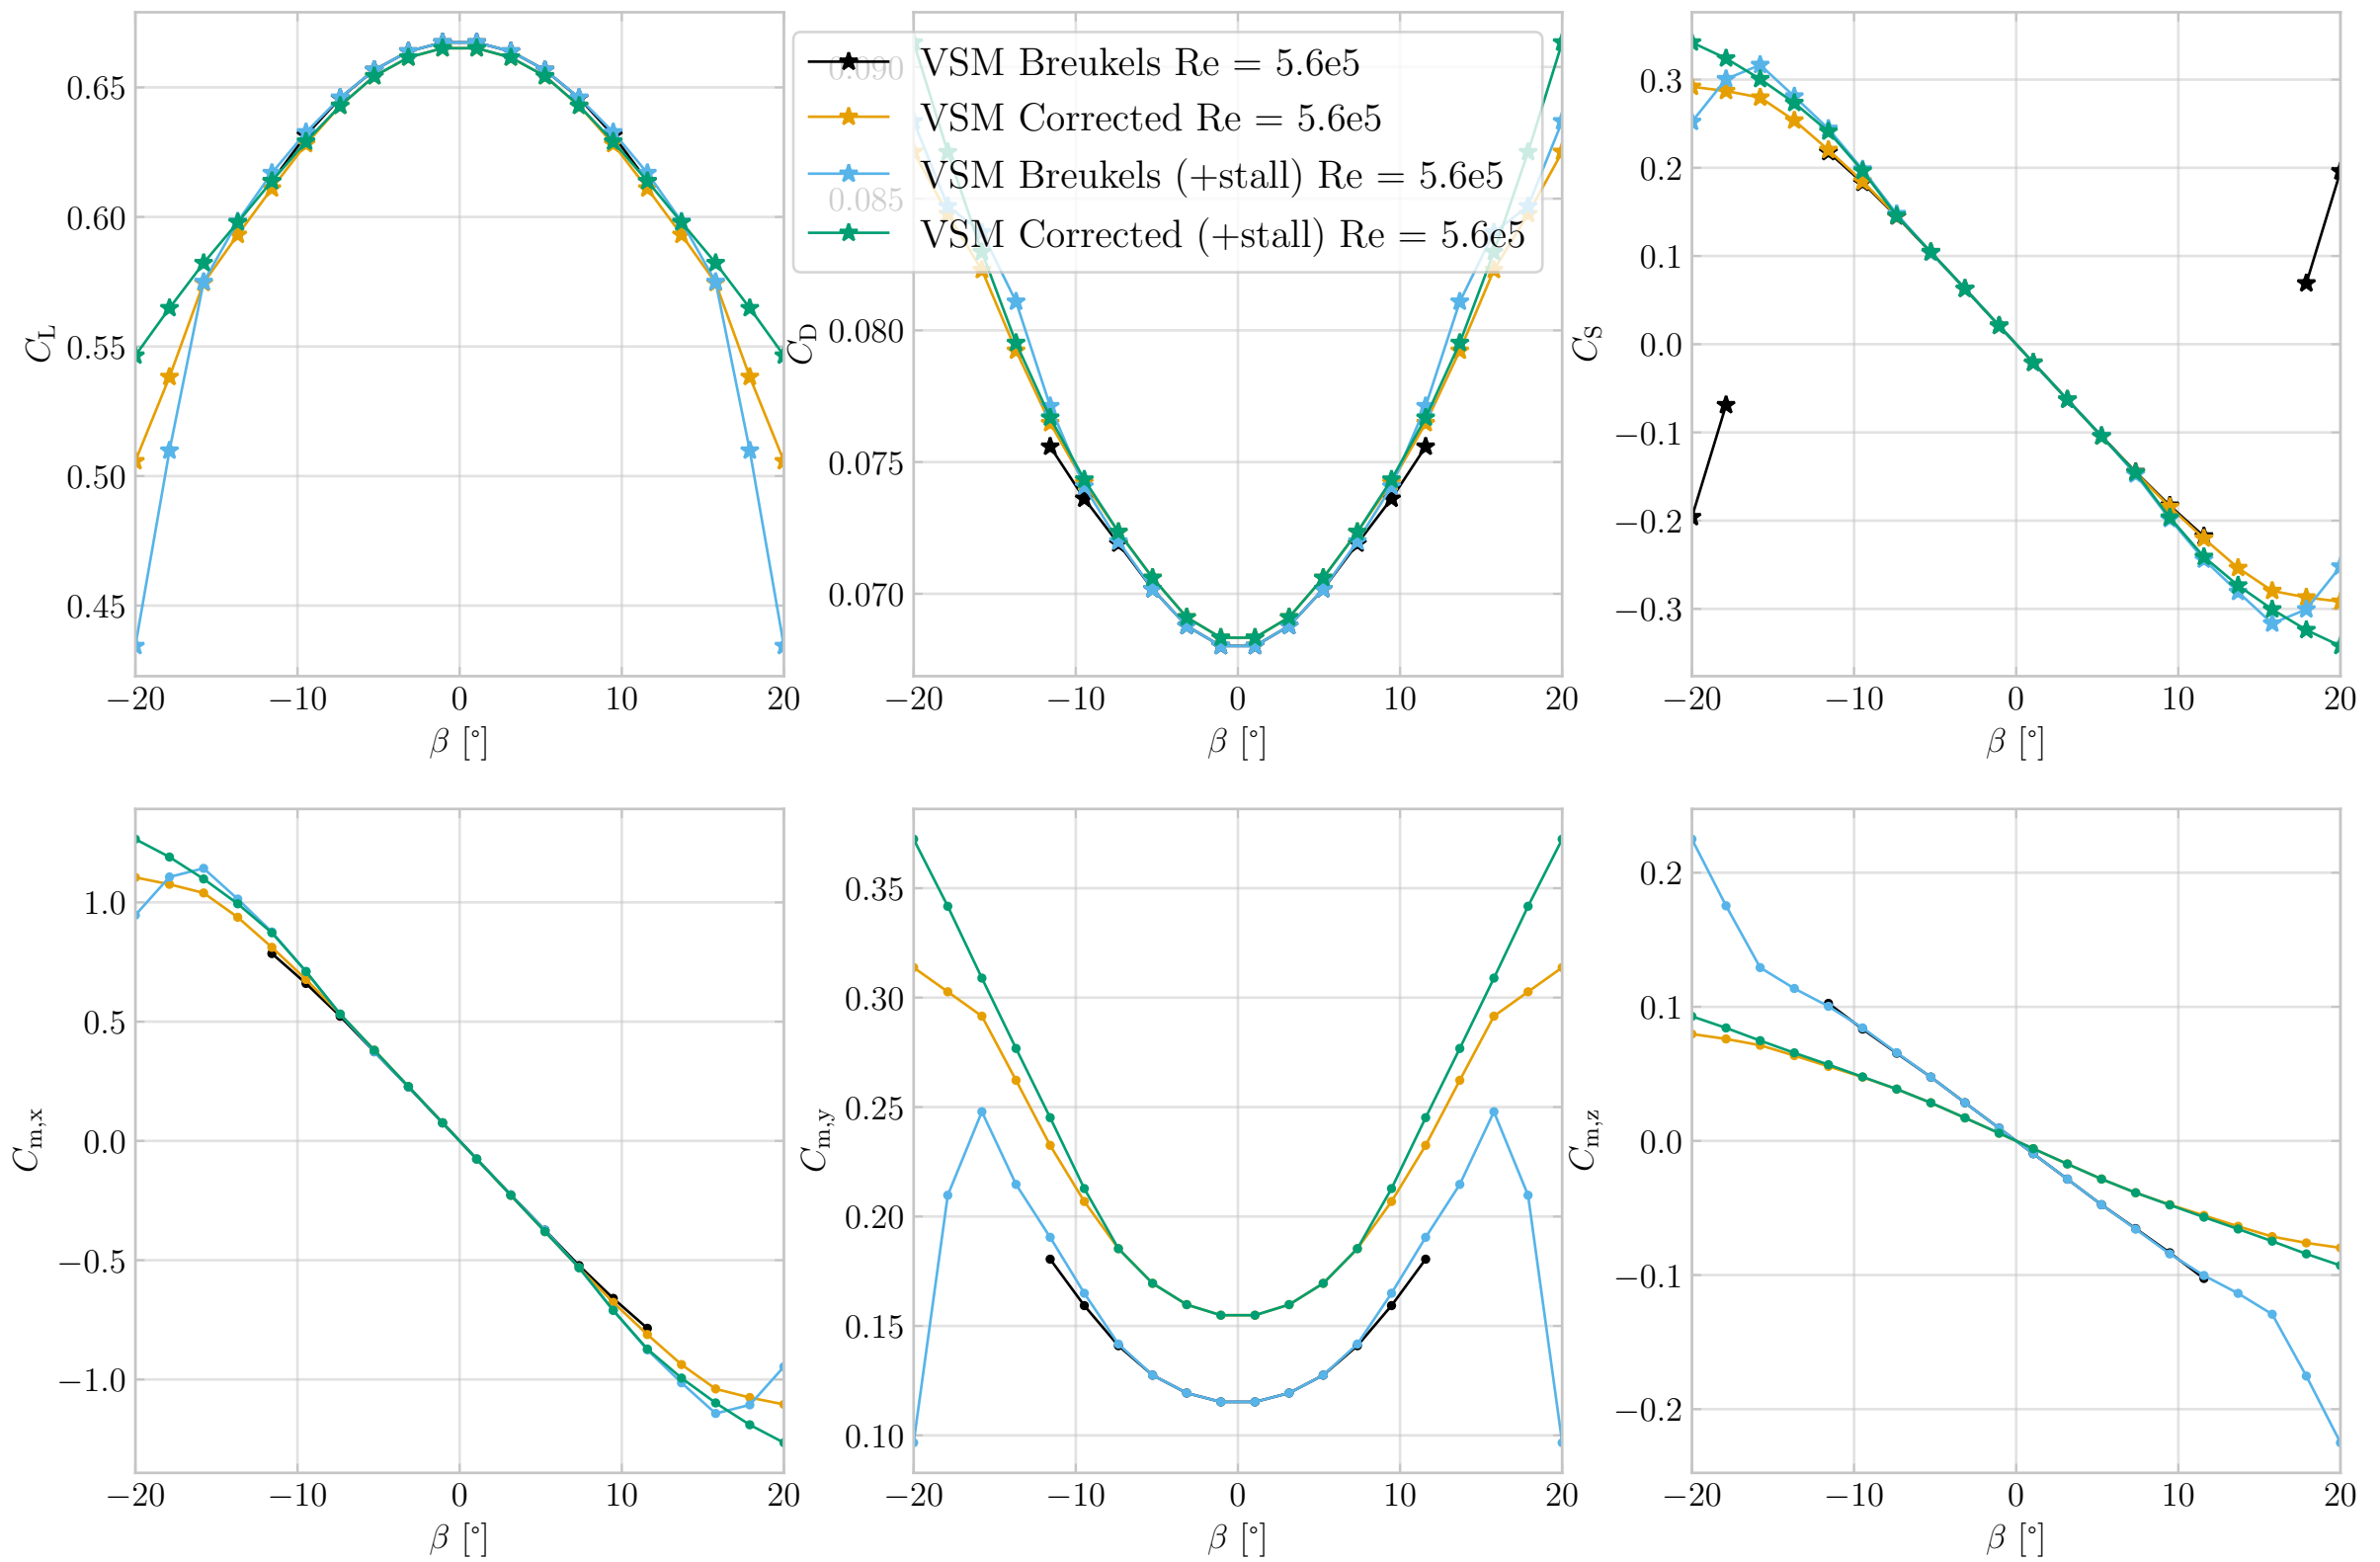 VSM Breukels Re = 5.6e5
VSM Corrected Re = 5.6e5
VSM Breukels (+stall) Re = 5.6e5
VSM Corrected (+stall) Re = 5.6e5
C_L
0.65
0.60
0.55
0.50
0.45
−20 −10 0 10 20
β [°]
C_D
0.090
0.085
0.080
0.075
0.070
−20 −10 0 10 20
β [°]
C_S
0.3
0.2
0.1
0.0
−0.1
−0.2
−0.3
−20 −10 0 10 20
β [°]
C_m,x
1.0
0.5
0.0
−0.5
−1.0
−20 −10 0 10 20
β [°]
C_m,y
0.35
0.30
0.25
0.20
0.15
0.10
−20 −10 0 10 20
β [°]
C_m,z
0.2
0.1
0.0
−0.1
−0.2
−20 −10 0 10 20
β [°]